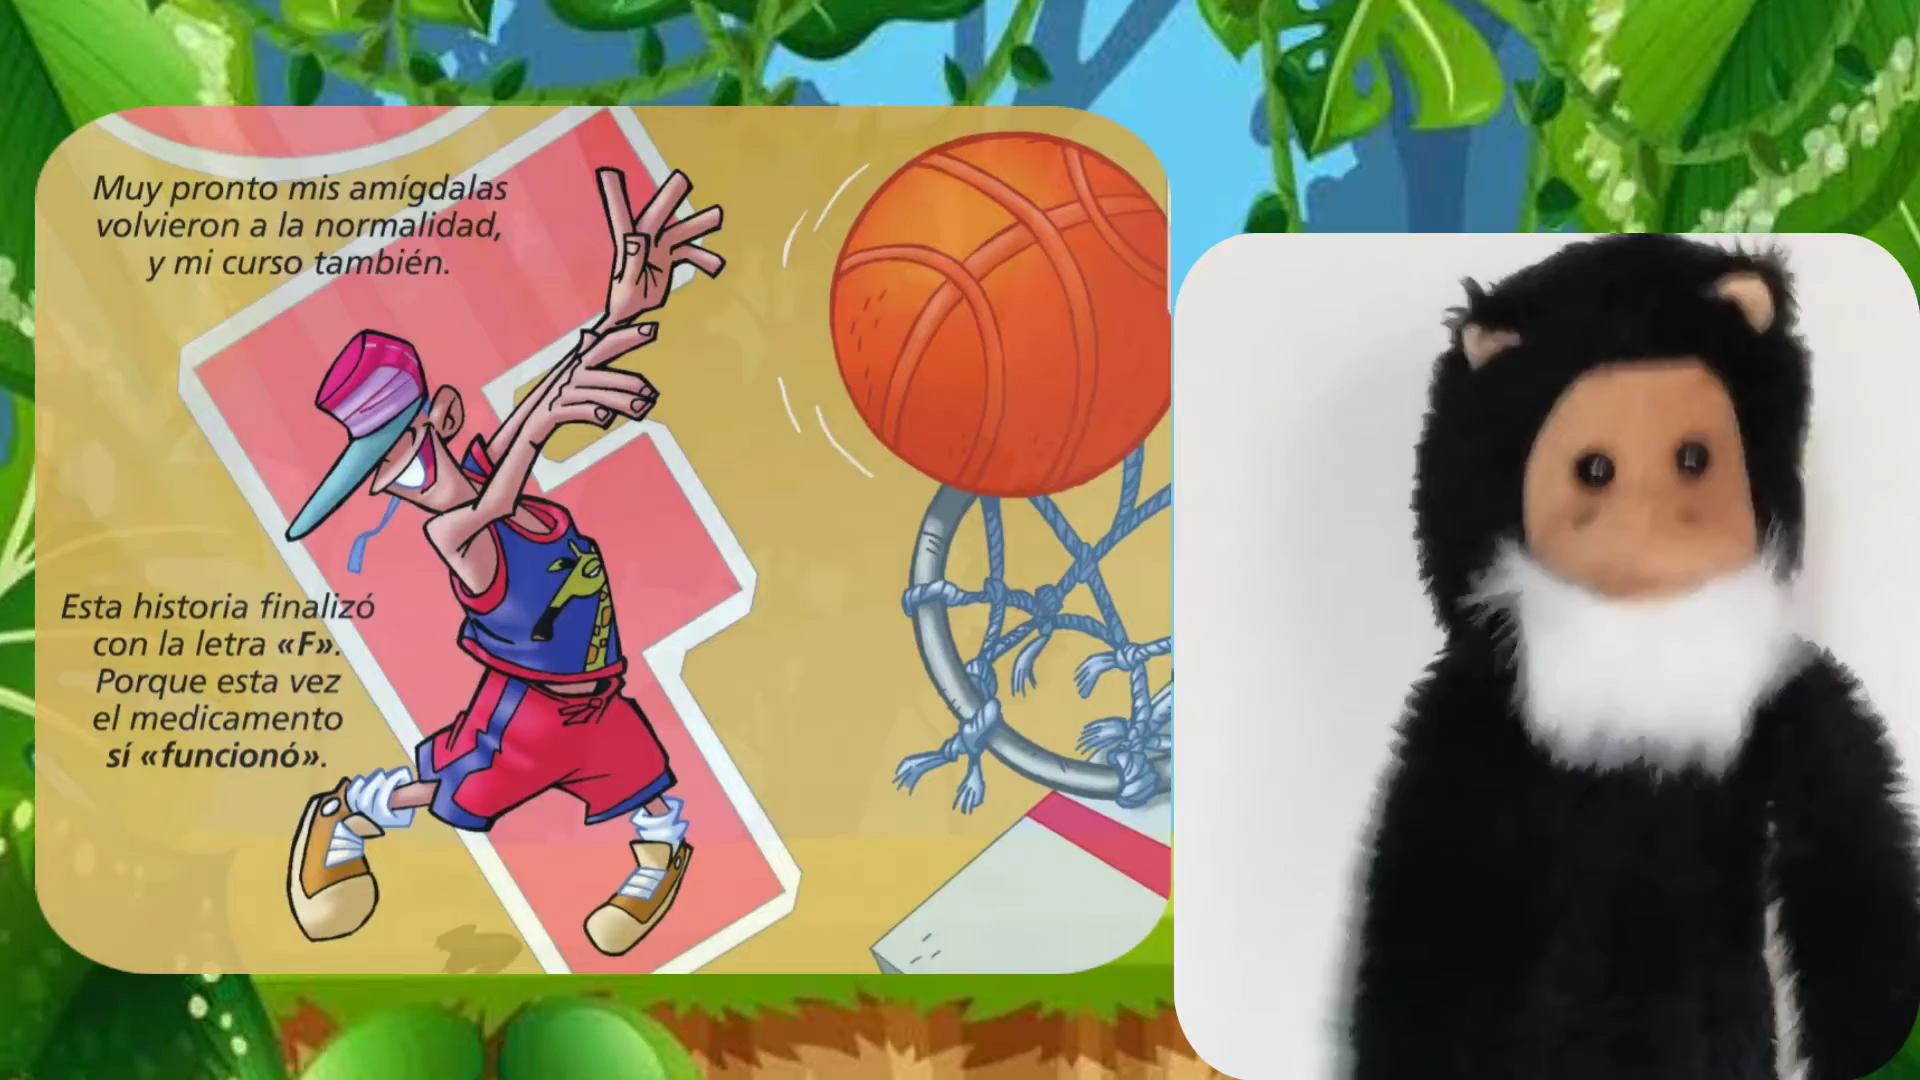 Muy pronto mis amígdalas
volvieron a la normalidad,
y mi curso también.
Esta historia finalizó
con la letra «F».
Porque esta vez
el medicamento
sí «funcionó».